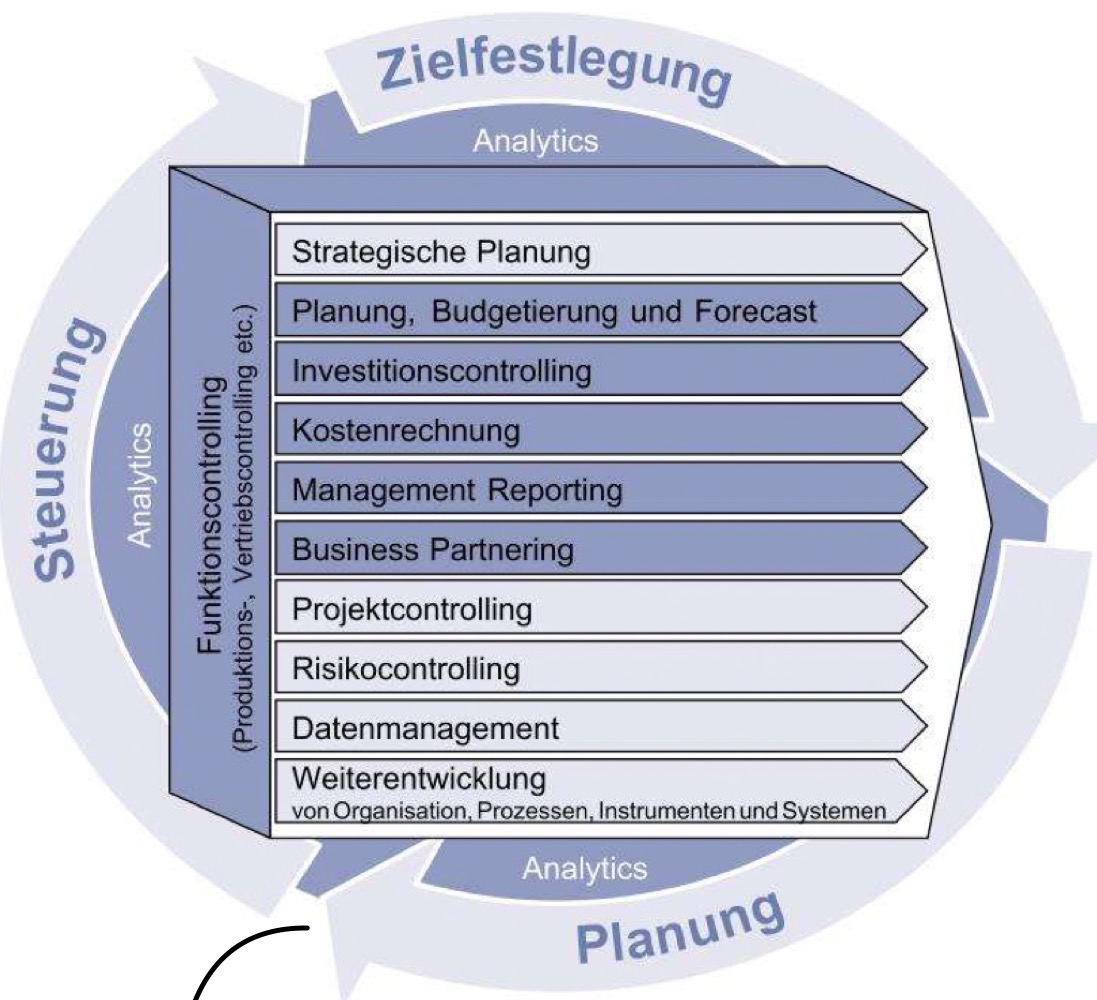 Zielfestlegung
Analytics
Strategische Planung
Planung, Budgetierung und Forecast
Investitionscontrolling
Kostenrechnung
Management Reporting
Business Partnering
Projektcontrolling
Risikocontrolling
Datenmanagement
Weiterentwicklung
von Organisation, Prozessen, Instrumenten und Systemen
Funktionscontrolling
(Produktions-, Vertriebscontrolling etc.)
Analytics
Steuerung
Analytics
Planung